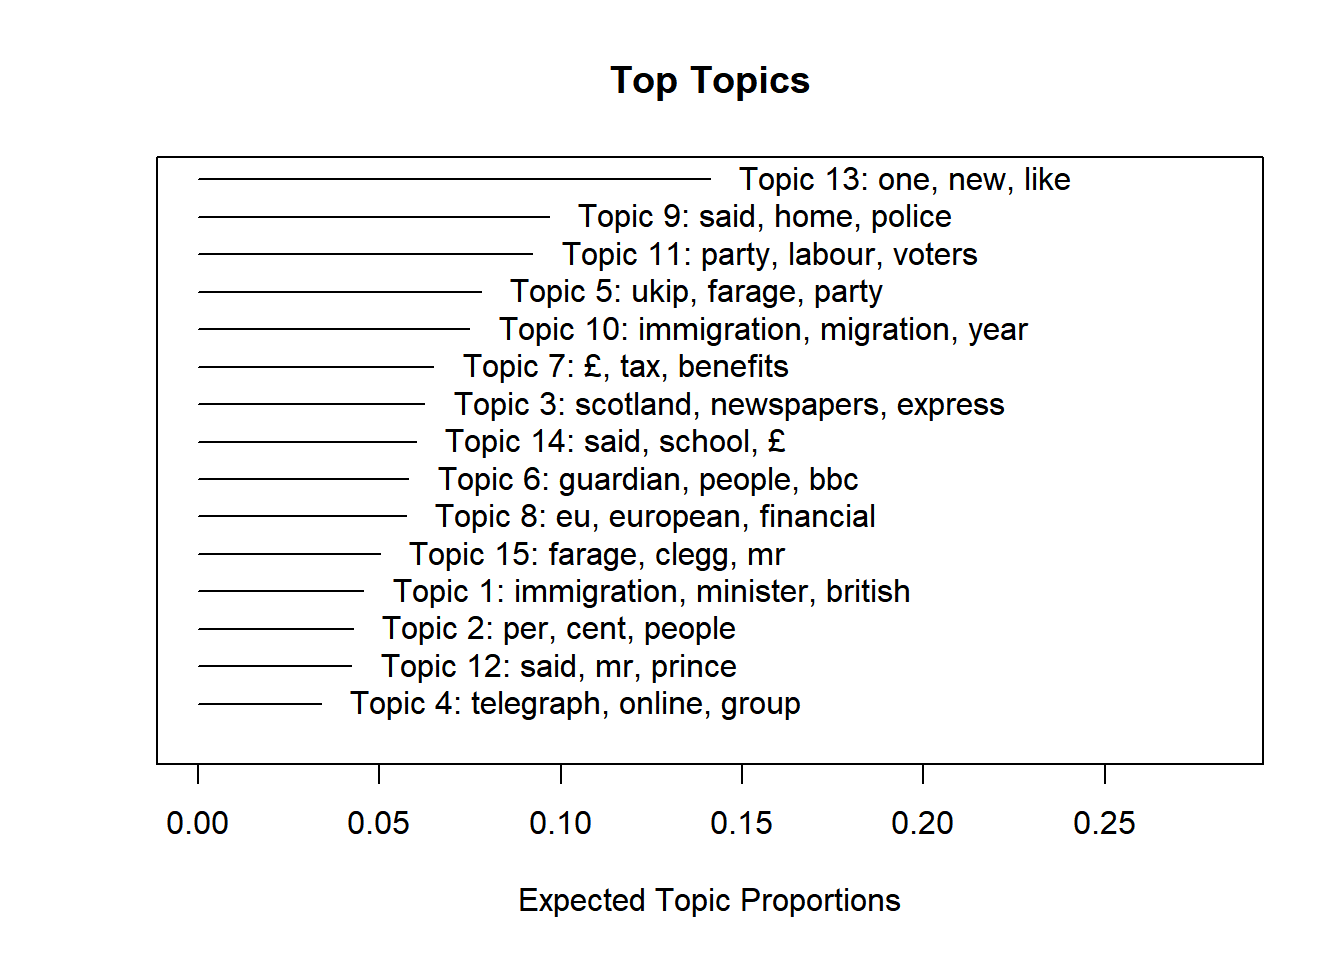 Top Topics
Topic 13: one, new, like
Topic 9: said, home, police
Topic 11: party, labour, voters
Topic 5: ukip, farage, party
Topic 10: immigration, migration, year
Topic 7: £, tax, benefits
Topic 3: scotland, newspapers, express
Topic 14: said, school, £
Topic 6: guardian, people, bbc
Topic 8: eu, european, financial
Topic 15: farage, clegg, mr
Topic 1: immigration, minister, british
Topic 2: per, cent, people
Topic 12: said, mr, prince
Topic 4: telegraph, online, group
0.00 0.05 0.10 0.15 0.20 0.25
Expected Topic Proportions